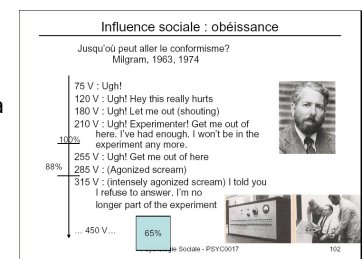 a
Influence sociale : obéissance
Jusqu'où peut aller le conformisme?
Milgram, 1963, 1974
75 V : Ugh!
120 V : Ugh! Hey this really hurts
180 V : Ugh! Let me out (shouting)
210 V : Ugh! Experimenter! Get me out of
here. I've had enough. I won't be in the
experiment any more.
100%
255 V : Ugh! Get me out of here
88%
285 V : (Agonized scream)
315 V : (intensely agonized scream) I told you
I refuse to answer. I'm no
longer part of the experiment
... 450 V...
65%
Sociale - PSYC0017
102